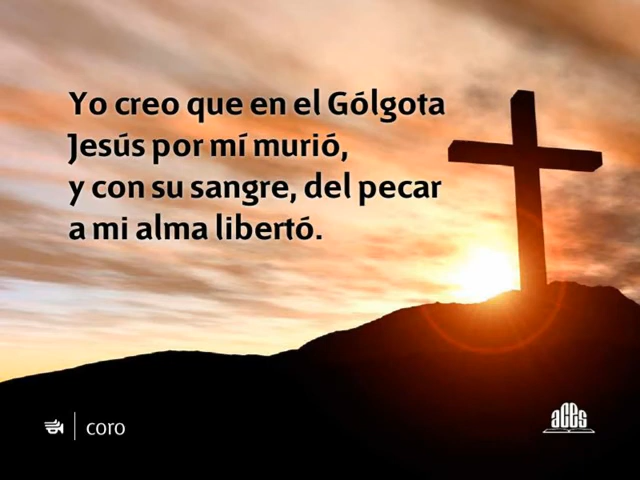 Yo creo que en el Gólgota
Jesús por mí murió,
y con su sangre, del pecar
a mi alma libertó.
coro
aces